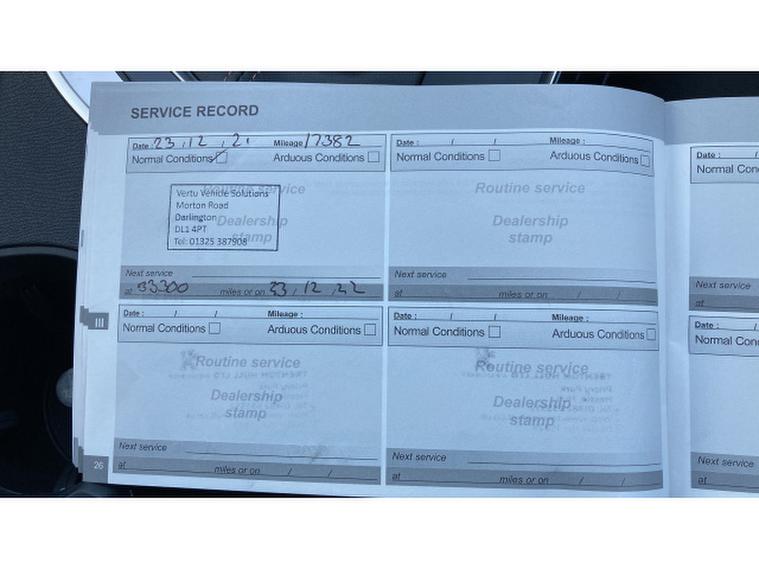 SERVICE RECORD
Date : 23 , 12 , 21 Mileage 17382
Normal Conditions Arduous Conditions
Routine service
Vertu Vehicle Solutions
Morton Road
Darlington
DL1 4PT
Tel: 01325 387908
Dealership
stamp
Next service
at 33300 miles or on 23 , 12 , 22
Date : / / Mileage :
Normal Conditions Arduous Conditions
Routine service
Dealership
stamp
Next service
at miles or on / /
Date : / / Mileage :
Normal Conditions Arduous Conditions
Routine service
Dealership
stamp
Next service
at miles or on / /
Date : / / Mileage :
Normal Conditions Arduous Conditions
Routine service
Dealership
stamp
Next service
at miles or on / /
III
26
Date : /
Normal Con
Next service
at
Date : /
Normal Co
Next service
at